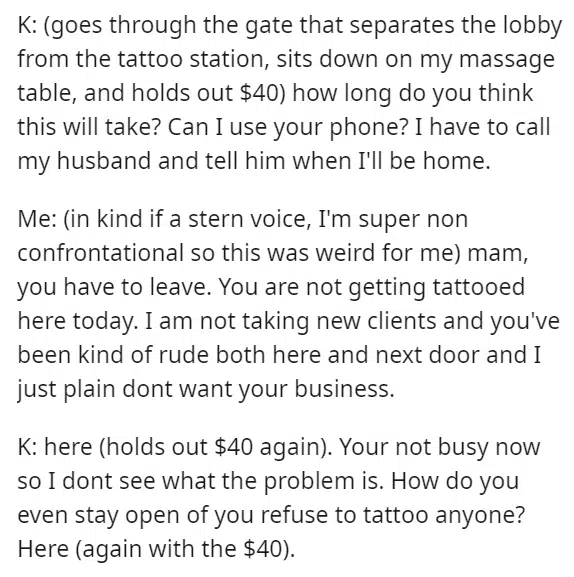 K: (goes through the gate that separates the lobby
from the tattoo station, sits down on my massage
table, and holds out $40) how long do you think
this will take? Can I use your phone? I have to call
my husband and tell him when I'll be home.
Me: (in kind if a stern voice, I'm super non
confrontational so this was weird for me) mam,
you have to leave. You are not getting tattooed
here today. I am not taking new clients and you've
been kind of rude both here and next door and I
just plain dont want your business.
K: here (holds out $40 again). Your not busy now
so I dont see what the problem is. How do you
even stay open of you refuse to tattoo anyone?
Here (again with the $40).